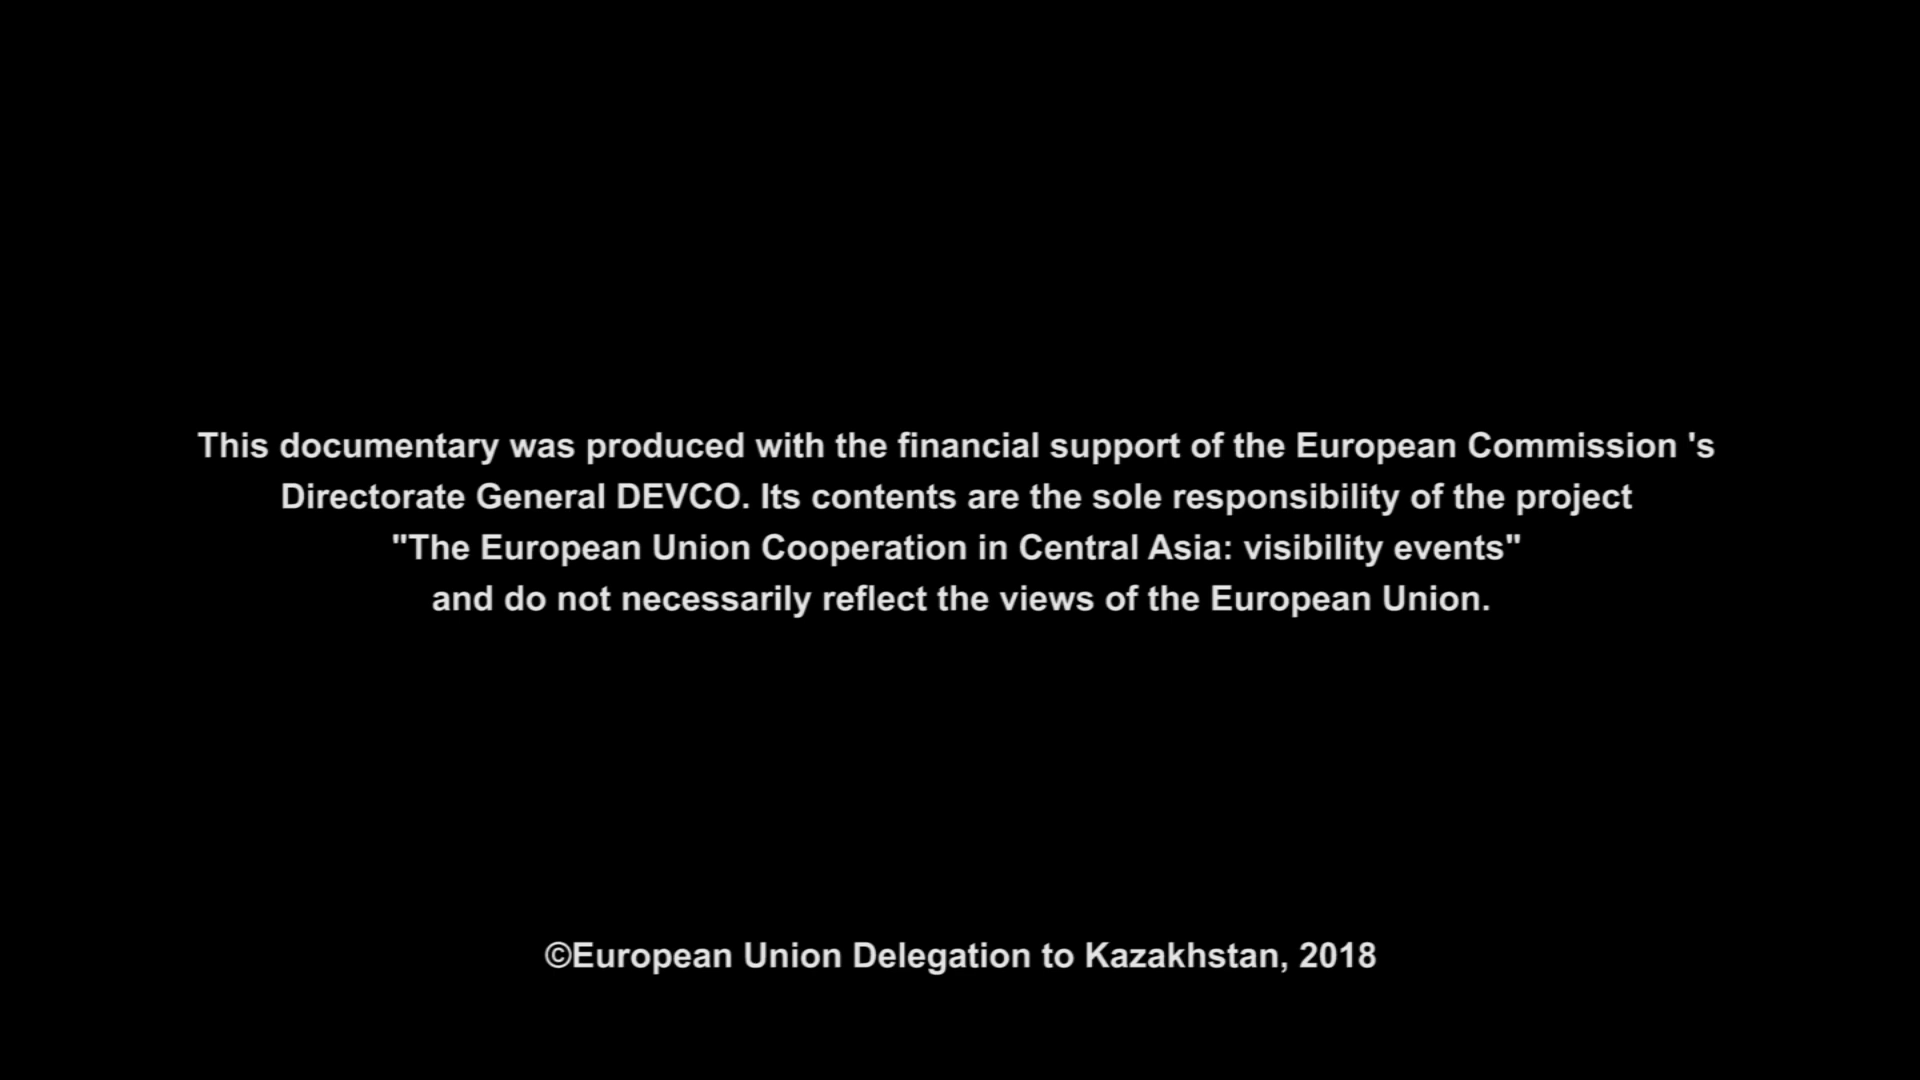 This documentary was produced with the financial support of the European Commission 's
Directorate General DEVCO. Its contents are the sole responsibility of the project
"The European Union Cooperation in Central Asia: visibility events"
and do not necessarily reflect the views of the European Union.
©European Union Delegation to Kazakhstan, 2018